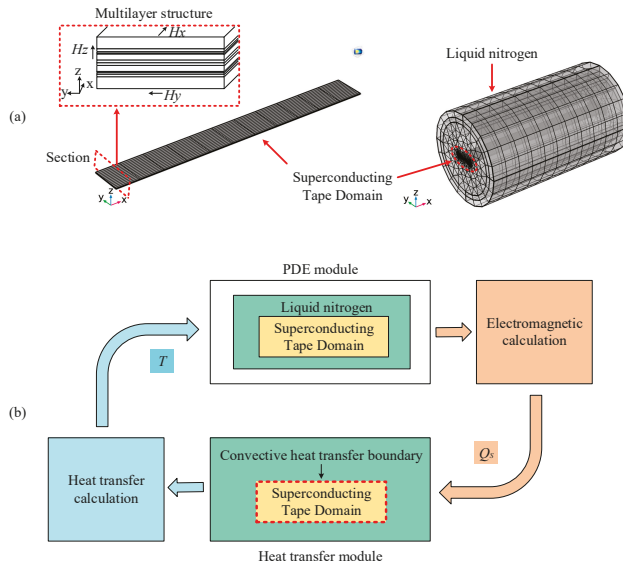 Multilayer structure
Hx
Hz
z
x
y
Hy
Liquid nitrogen
(a)
Section
Superconducting
Tape Domain
z
y
x
z
y
x
PDE module
Liquid nitrogen
Superconducting
Tape Domain
Electromagnetic
calculation
T
(b)
Qs
Convective heat transfer boundary
Heat transfer
calculation
Superconducting
Tape Domain
Heat transfer module